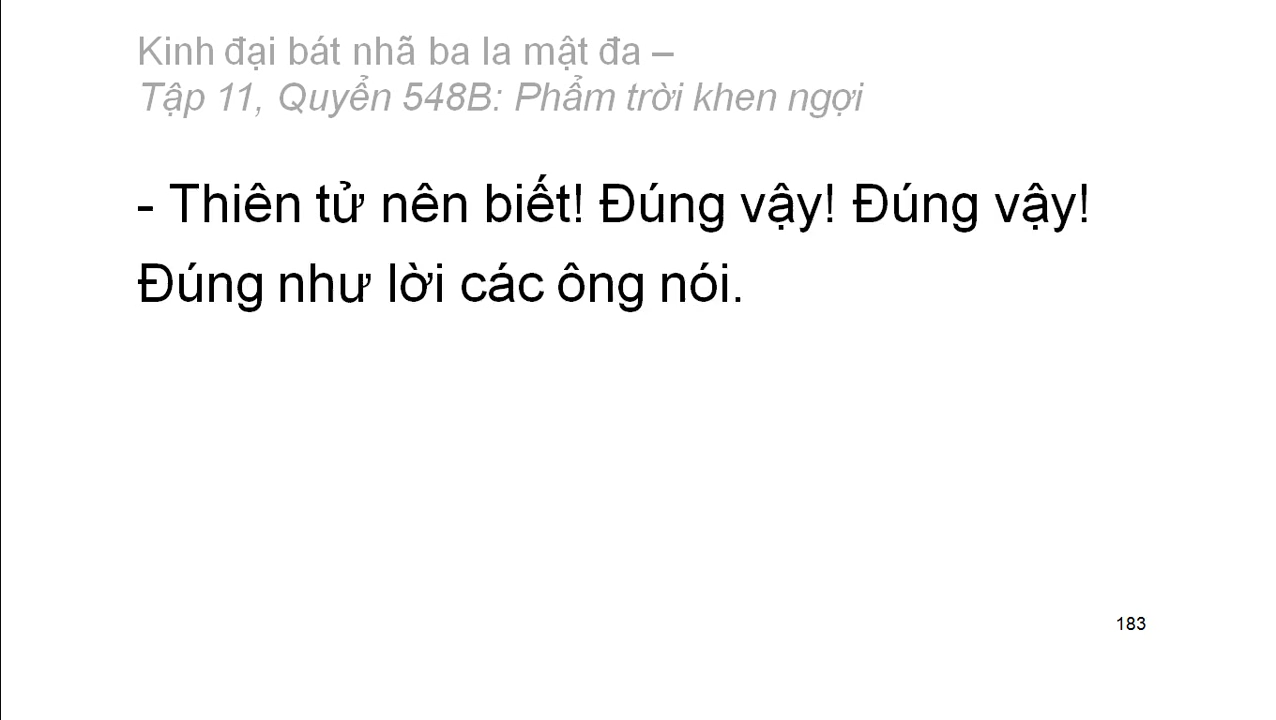 Kinh đại bát nhã ba la mật đa –
Tập 11, Quyển 548B: Phẩm trời khen ngợi
- Thiên tử nên biết! Đúng vậy! Đúng vậy!
Đúng như lời các ông nói.
183